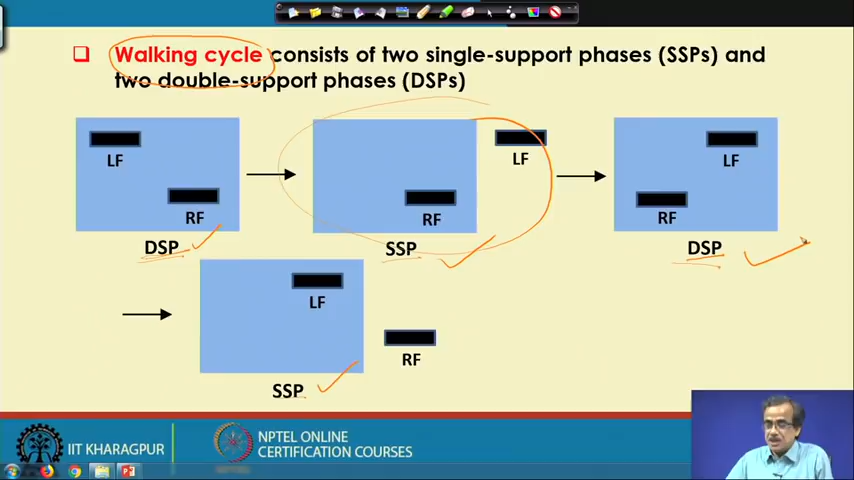 Walking cycle consists of two single-support phases (SSPs) and
two double-support phases (DSPs)
LF
RF
DSP
LF
RF
SSP
LF
RF
DSP
LF
RF
SSP
IIT KHARAGPUR
NPTEL ONLINE
CERTIFICATION COURSES